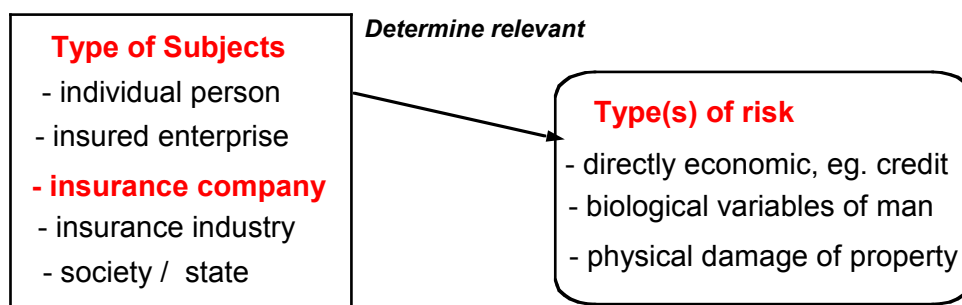 Type of Subjects
- individual person
- insured enterprise
- insurance company
- insurance industry
- society / state
Determine relevant
Type(s) of risk
- directly economic, eg. credit
- biological variables of man
- physical damage of property